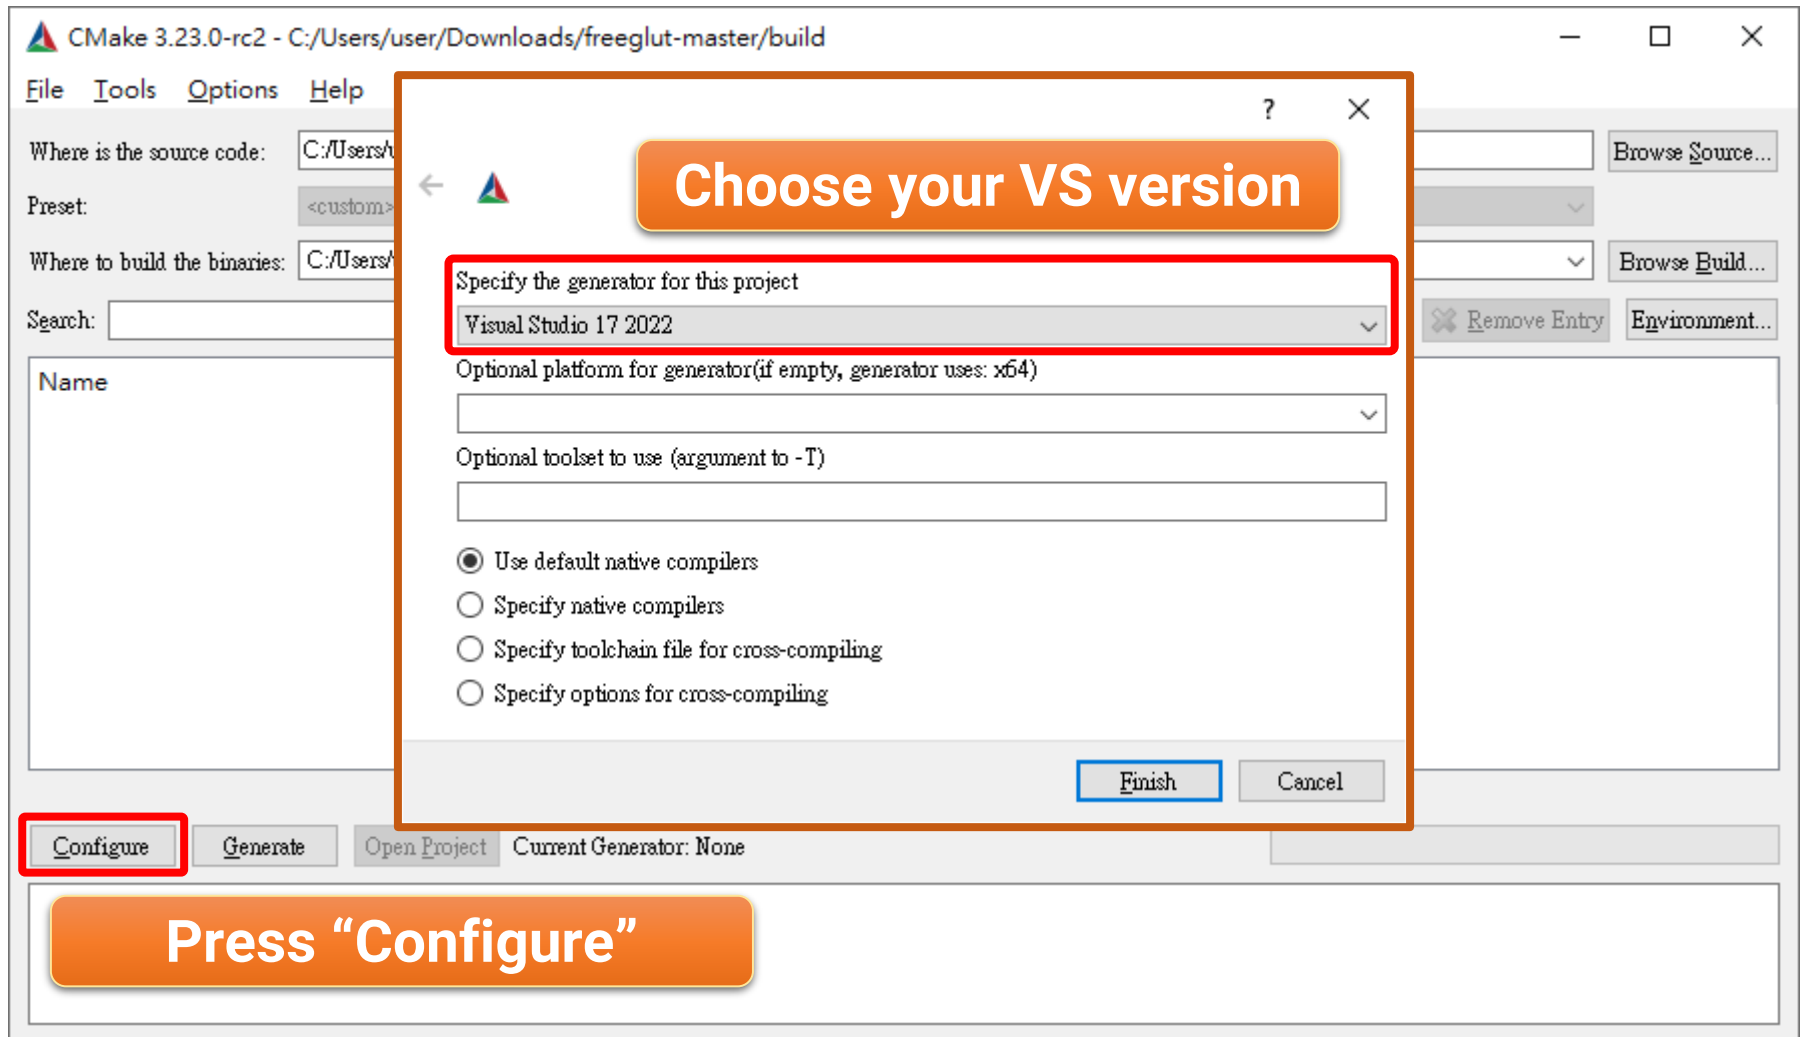 CMake 3.23.0-rc2 - C:/Users/user/Downloads/freeglut-master/build
File Tools Options Help
?
Where is the source code: C:/Users/u
Browse Source...
Choose your VS version
Preset: <custom>
Where to build the binaries: C:/Users/
Browse Build...
Specify the generator for this project
Search:
Visual Studio 17 2022
Remove Entry
Environment...
Optional platform for generator(if empty, generator uses: x64)
Name
Optional toolset to use (argument to -T)
Use default native compilers
Specify native compilers
Specify toolchain file for cross-compiling
Specify options for cross-compiling
Finish
Cancel
Configure
Generate
Open Project
Current Generator: None
Press “Configure”